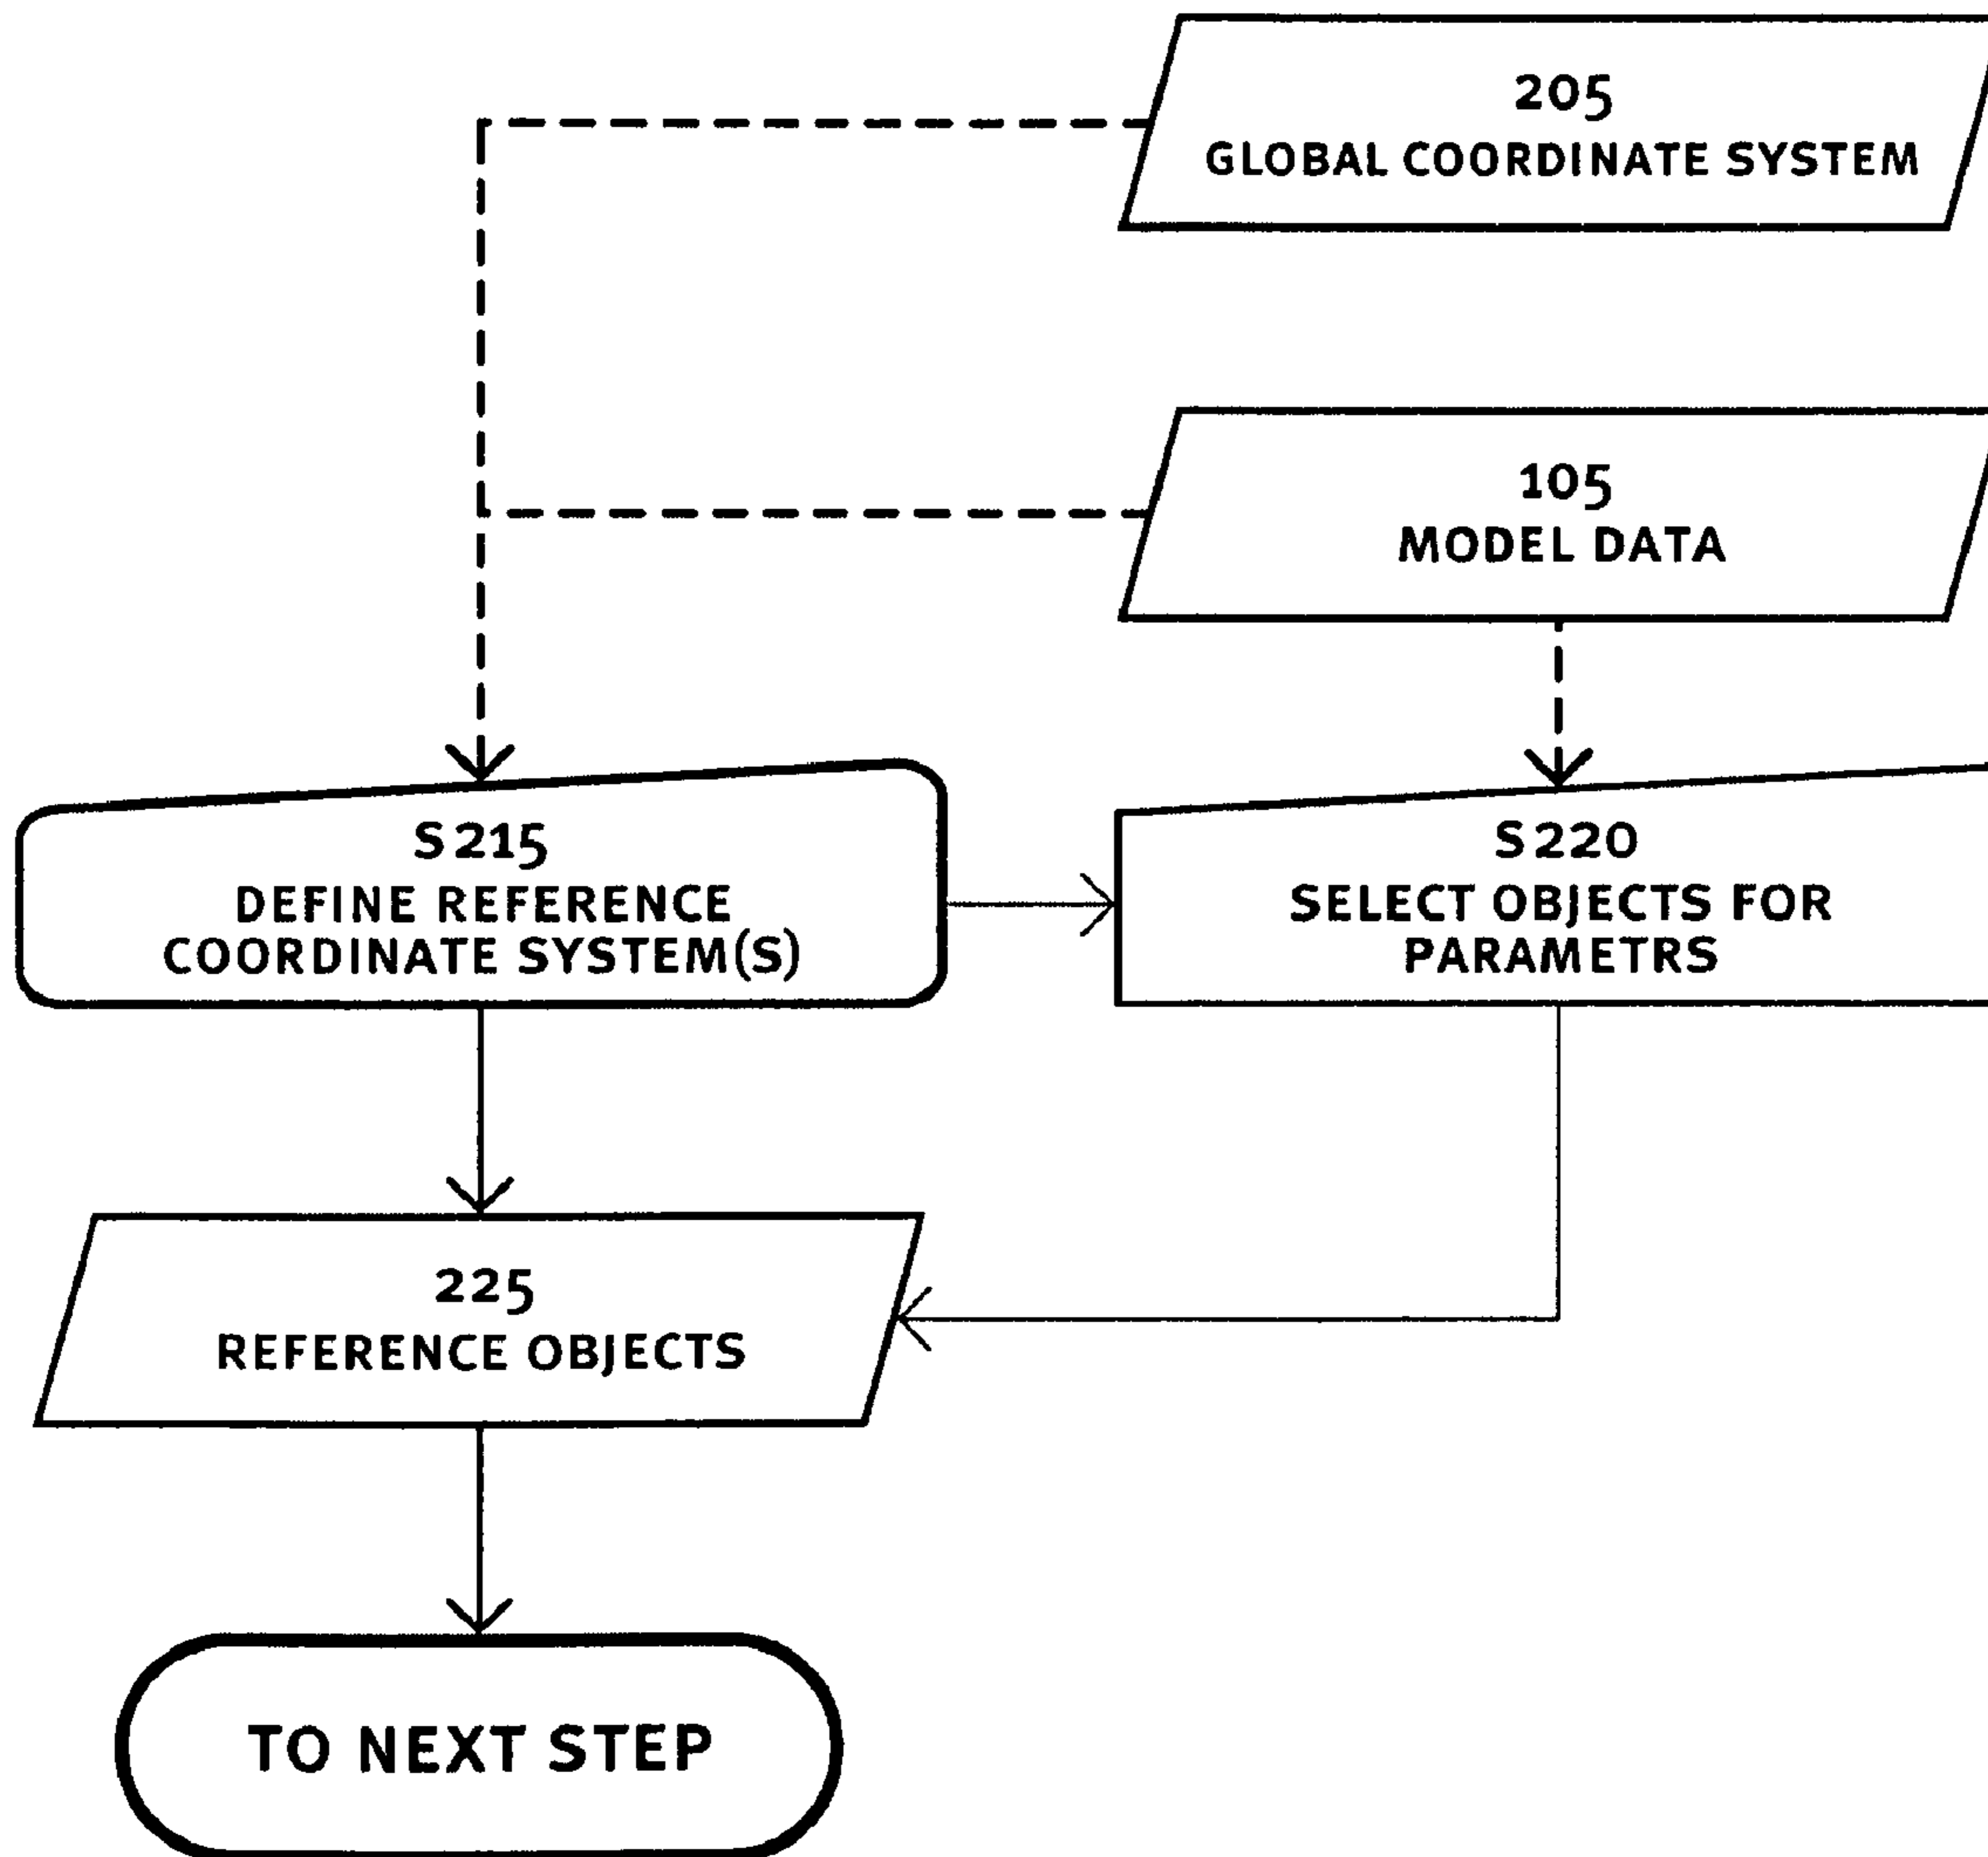 205
GLOBAL COORDINATE SYSTEM
105
MODEL DATA
S215
DEFINE REFERENCE
COORDINATE SYSTEM(S)
S220
SELECT OBJECTS FOR
PARAMETRS
225
REFERENCE OBJECTS
TO NEXT STEP